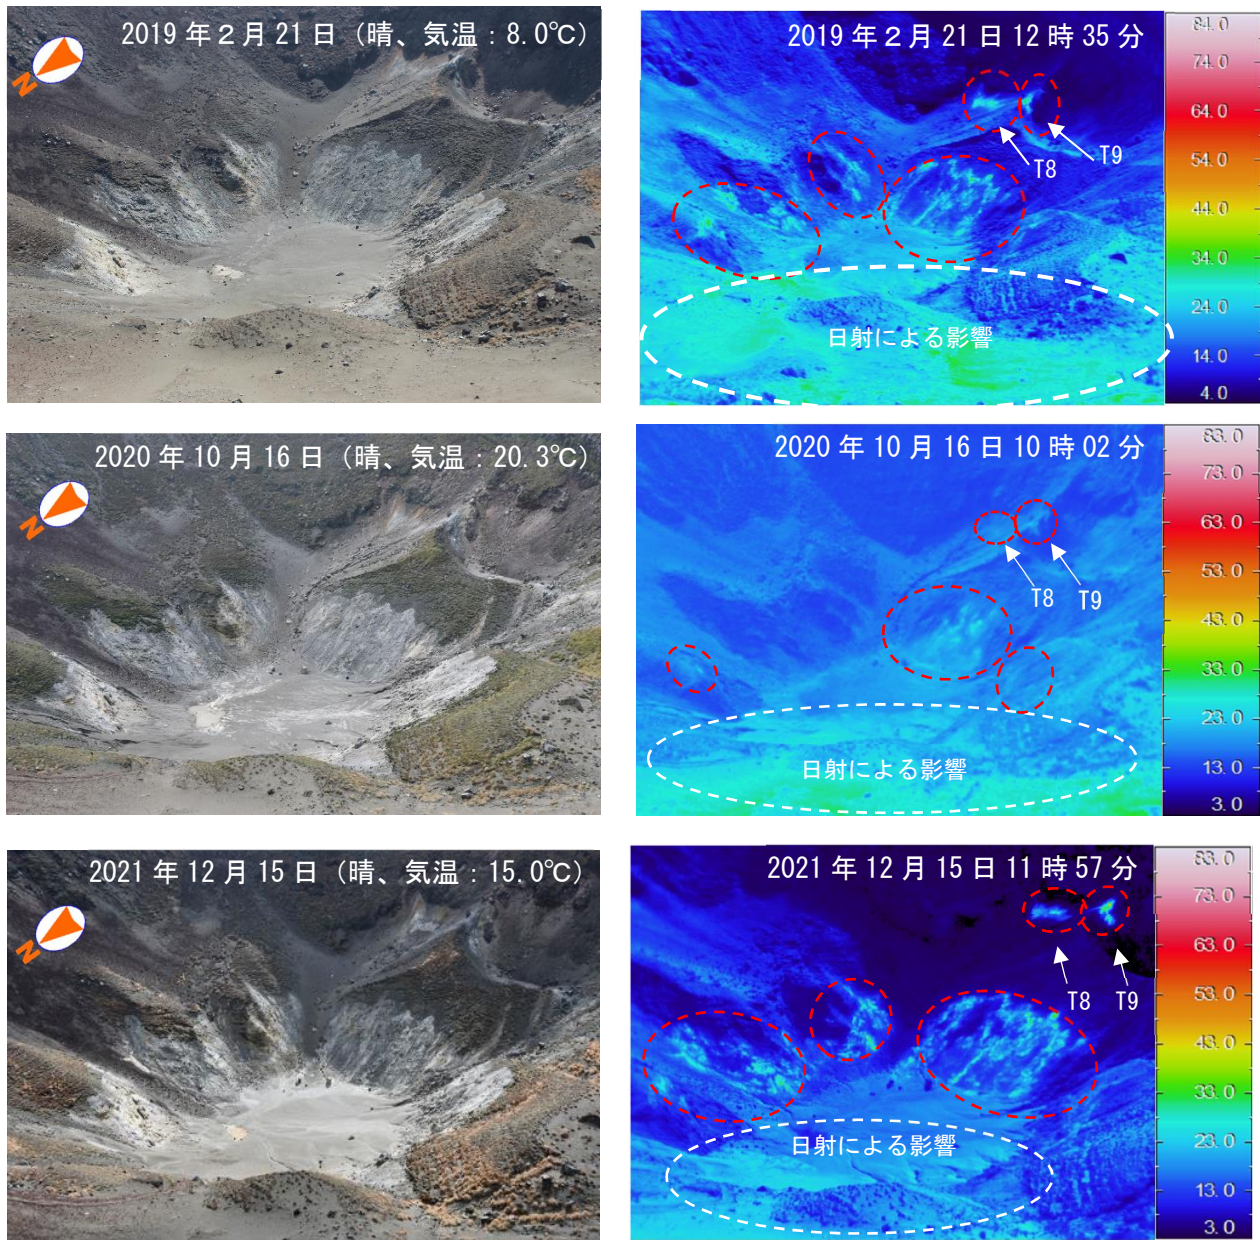 2019年2月21日（晴、気温：8.0℃）
N
2019年2月21日12時35分
T8
T9
日射による影響
84.0
74.0
64.0
54.0
44.0
34.0
24.0
14.0
4.0
2020年10月16日（晴、気温：20.3℃）
N
2020年10月16日10時02分
T8
T9
日射による影響
83.0
73.0
63.0
53.0
43.0
33.0
23.0
13.0
3.0
2021年12月15日（晴、気温：15.0℃）
N
2021年12月15日11時57分
T8
T9
日射による影響
83.0
73.0
63.0
53.0
43.0
33.0
23.0
13.0
3.0